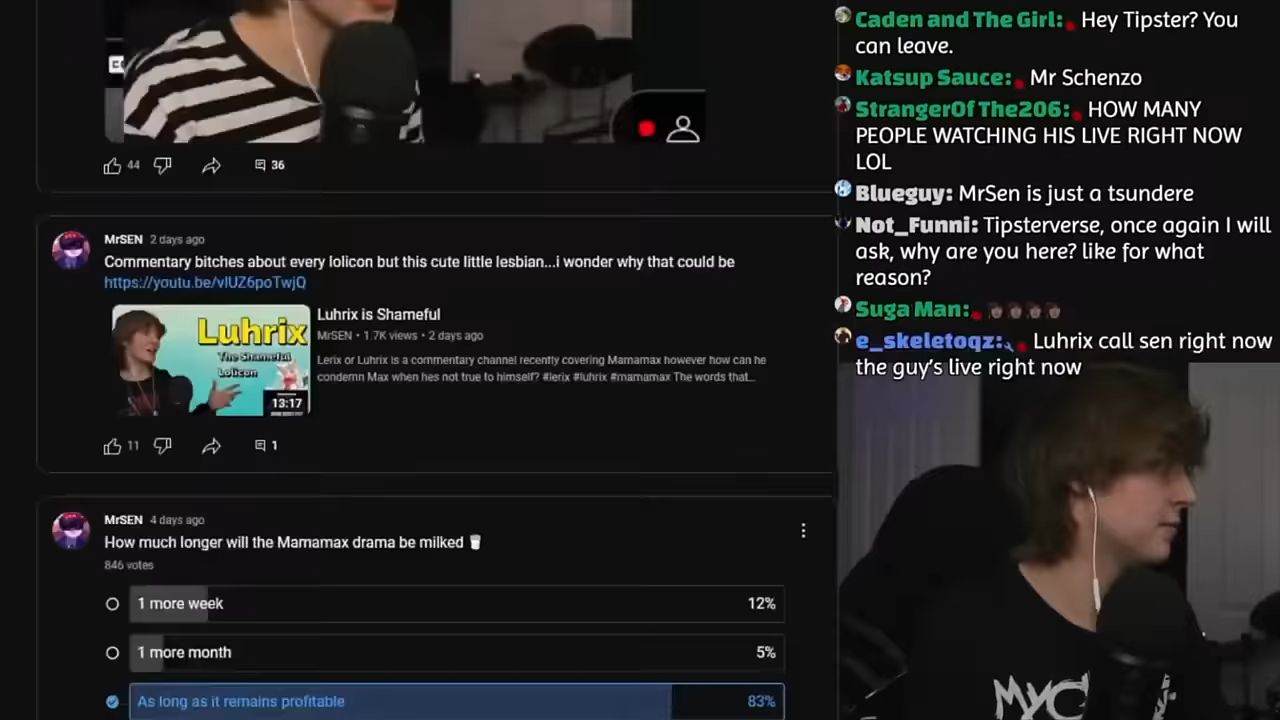 44
36
MrSEN 2 days ago
Commentary bitches about every lolicon but this cute little lesbian...i wonder why that could be
https://youtu.be/vlUZ6poTwjQ
Luhrix
The Shameful
Lolicon
13:17
Luhrix is Shameful
MrSEN • 1.7K views • 2 days ago
Lerix or Luhrix is a commentary channel recently covering Mamamax however how can he
condemn Max when hes not true to himself? #lerix #luhrix #mamamax The words that...
11
1
MrSEN 4 days ago
How much longer will the Mamamax drama be milked 🥛
846 votes
1 more week 12%
1 more month 5%
As long as it remains profitable 83%
Caden and The Girl: Hey Tipster? You
can leave.
Katsup Sauce: Mr Schenzo
StrangerOf The206: HOW MANY
PEOPLE WATCHING HIS LIVE RIGHT NOW
LOL
Blueguy: MrSen is just a tsundere
Not_Funni: Tipsterverse, once again I will
ask, why are you here? like for what
reason?
Suga Man:
e_skeletoqz: Luhrix call sen right now
the guy's live right now